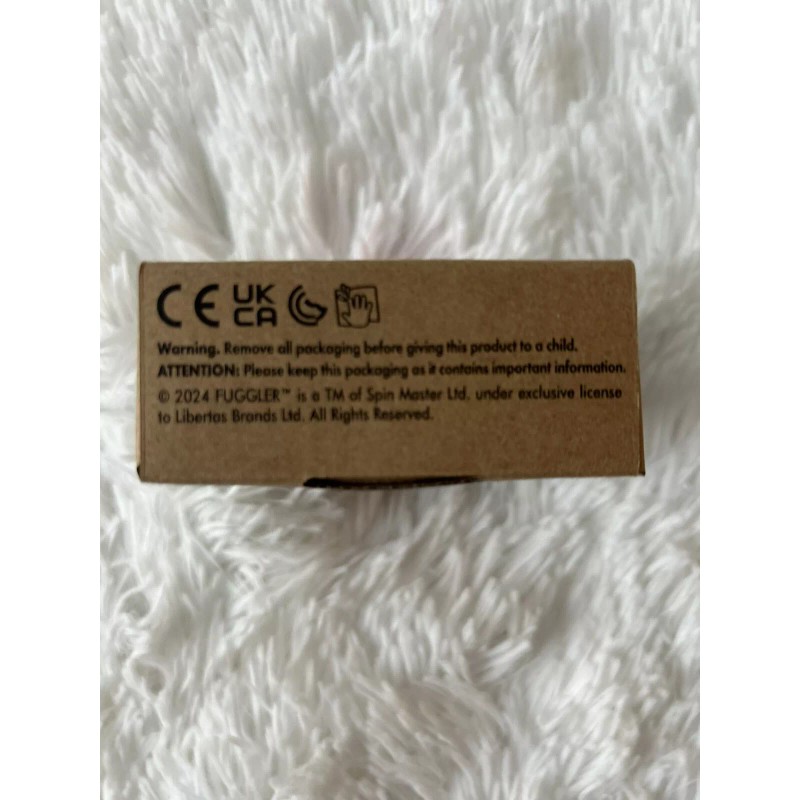 CE UK
CA
Warning. Remove all packaging before giving this product to a child.
ATTENTION: Please keep this packaging as it contains important information.
© 2024 FUGGLER™ is a TM of Spin Master Ltd. under exclusive license
to Libertas Brands Ltd. All Rights Reserved.